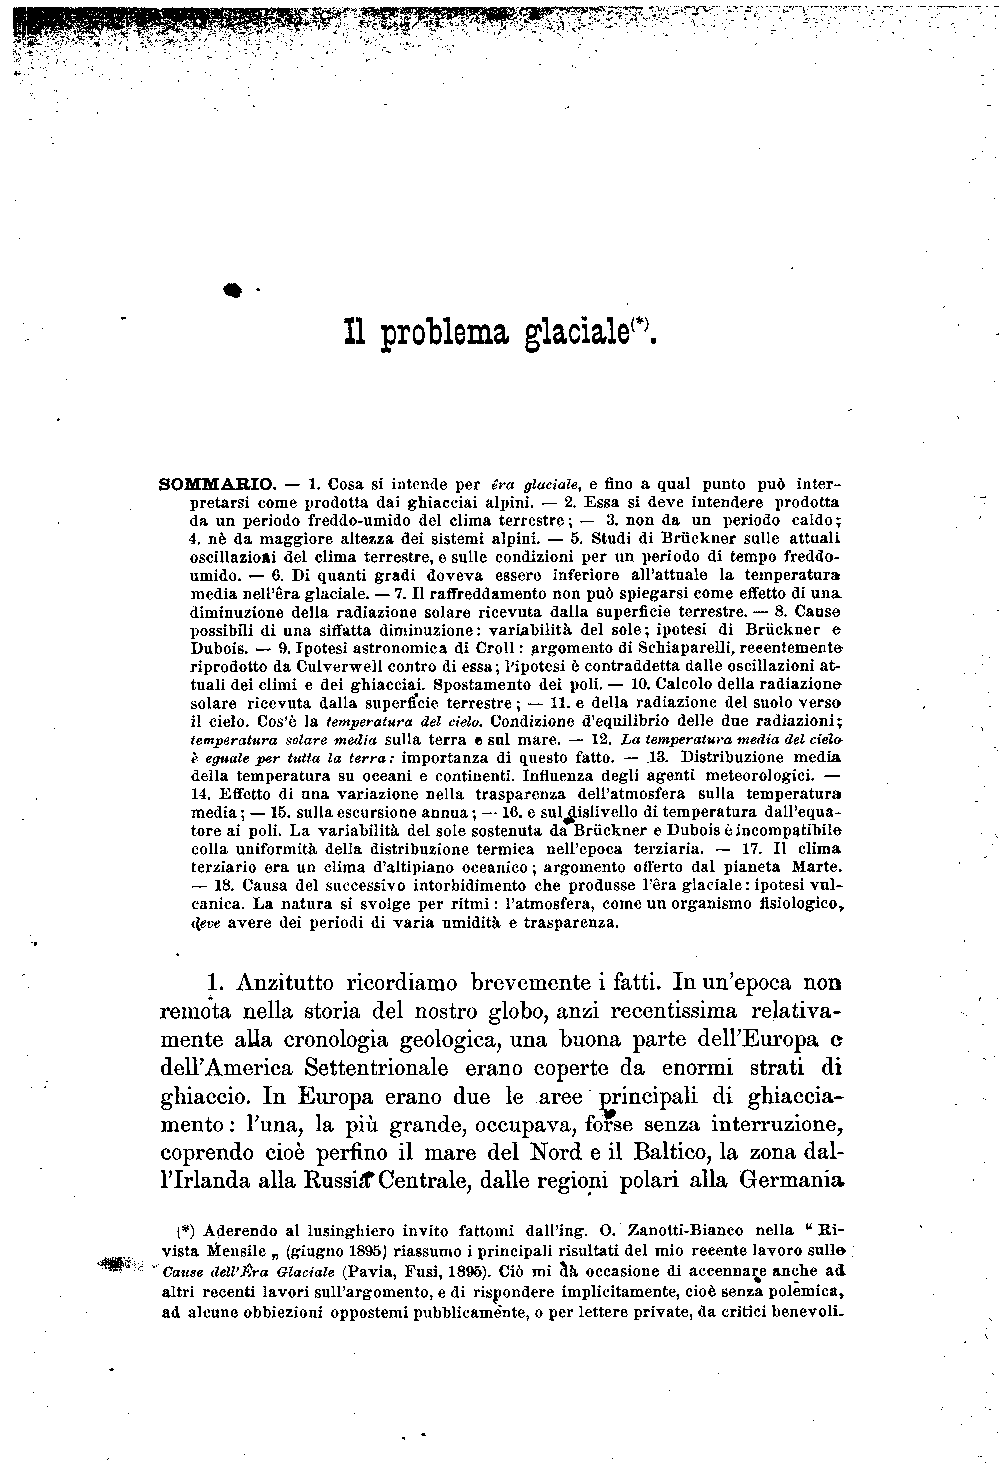 Il problema glaciale(*).
SOMMARIO. — 1. Cosa si intende per éra glaciale, e fino a qual punto può inter-
pretarsi come prodotta dai ghiacciai alpini. — 2. Essa si deve intendere prodotta
da un periodo freddo-umido del clima terrestre; — 3. non da un periodo caldo;
4. nè da maggiore altezza dei sistemi alpini. — 5. Studi di Brückner sulle attuali
oscillazioni del clima terrestre, e sulle condizioni per un periodo di tempo freddo-
umido. — 6. Di quanti gradi doveva essero inferiore all'attuale la temperatura
media nell'êra glaciale. — 7. Il raffreddamento non può spiegarsi come effetto di una
diminuzione della radiazione solare ricevuta dalla superficie terrestre. — 8. Cause
possibili di una siffatta diminuzione: variabilità del sole; ipotesi di Brückner e
Dubois. — 9. Ipotesi astronomica di Croll: argomento di Schiaparelli, recentemente
riprodotto da Culverwell contro di essa; l'ipotesi è contraddetta dalle oscillazioni at-
tuali dei climi e dei ghiacciai. Spostamento dei poli. — 10. Calcolo della radiazione
solare ricevuta dalla superficie terrestre; — 11. e della radiazione del suolo verso
il cielo. Cos'è la temperatura del cielo. Condizione d'equilibrio delle due radiazioni;
temperatura solare media sulla terra e sul mare. — 12. La temperatura media del cielo
è eguale per tutta la terra: importanza di questo fatto. — 13. Distribuzione media
della temperatura su oceani e continenti. Influenza degli agenti meteorologici. —
14. Effetto di una variazione nella trasparenza dell'atmosfera sulla temperatura
media; — 15. sulla escursione annua; — 16. e sul dislivello di temperatura dall'equa-
tore ai poli. La variabilità del sole sostenuta da Brückner e Dubois è incompatibile
colla uniformità della distribuzione termica nell'epoca terziaria. — 17. Il clima
terziario era un clima d'altipiano oceanico; argomento offerto dal pianeta Marte.
— 18. Causa del successivo intorbidimento che produsse l'êra glaciale: ipotesi vul-
canica. La natura si svolge per ritmi: l'atmosfera, come un organismo fisiologico,
deve avere dei periodi di varia umidità e trasparenza.
1. Anzitutto ricordiamo brevemente i fatti. In un'epoca non
remota nella storia del nostro globo, anzi recentissima relativa-
mente alla cronologia geologica, una buona parte dell'Europa e
dell'America Settentrionale erano coperte da enormi strati di
ghiaccio. In Europa erano due le aree principali di ghiaccia-
mento: l'una, la più grande, occupava, forse senza interruzione,
coprendo cioè perfino il mare del Nord e il Baltico, la zona dal-
l'Irlanda alla Russia Centrale, dalle regioni polari alla Germania
(*) Aderendo al lusinghiero invito fattomi dall'ing. O. Zanotti-Bianco nella “ Ri-
vista Mensile „ (giugno 1895) riassumo i principali risultati del mio recente lavoro sulle
Cause dell'Êra Glaciale (Pavia, Fusi, 1895). Ciò mi dà occasione di accennare anche ad
altri recenti lavori sull'argomento, e di rispondere implicitamente, cioè senza polemica,
ad alcune obbiezioni oppostemi pubblicamente, o per lettere private, da critici benevoli.